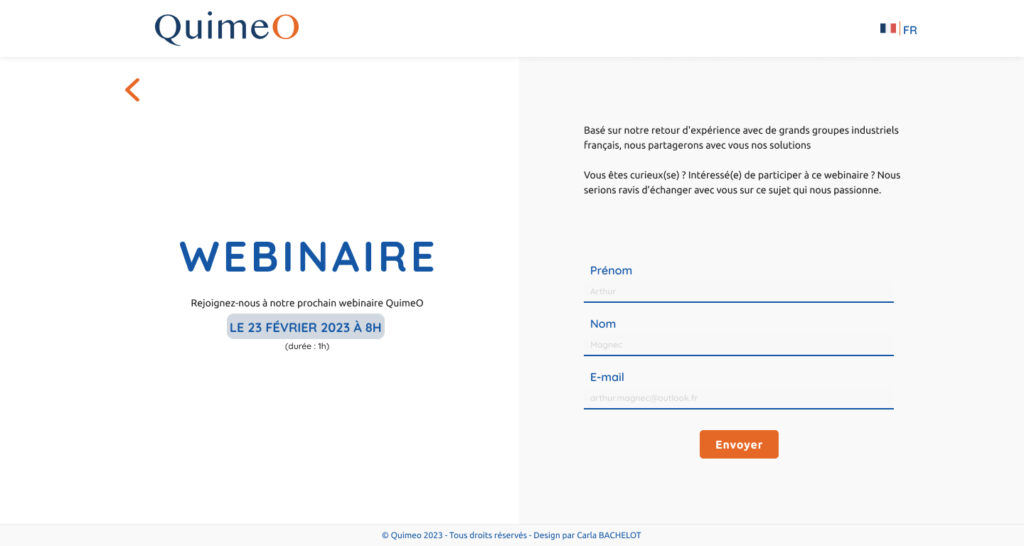 QuimeO
FR
WEBINAIRE
Rejoignez-nous à notre prochain webinaire QuimeO
LE 23 FÉVRIER 2023 À 8H
(durée : 1h)
Basé sur notre retour d'expérience avec de grands groupes industriels
français, nous partagerons avec vous nos solutions
Vous êtes curieux(se) ? Intéressé(e) de participer à ce webinaire ? Nous
serions ravis d'échanger avec vous sur ce sujet qui nous passionne.
Prénom
Arthur
Nom
Magnec
E-mail
arthur.magnec@outlook.fr
Envoyer
© Quimeo 2023 - Tous droits réservés - Design par Carla BACHELOT